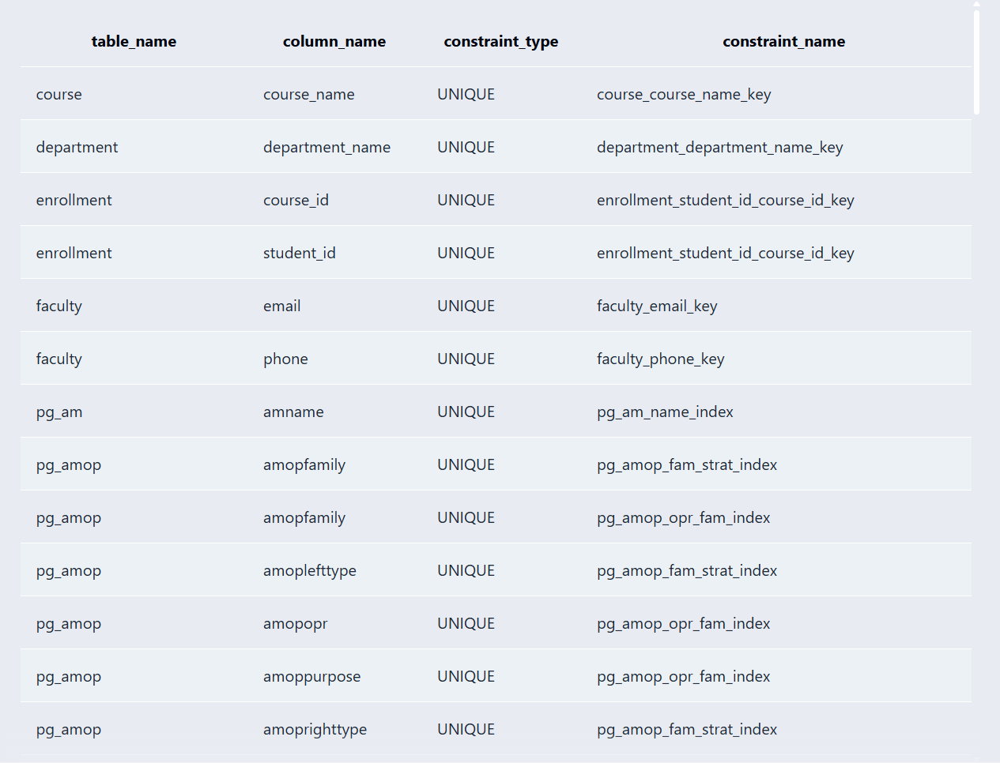 table_name column_name constraint_type constraint_name
course course_name UNIQUE course_course_name_key
department department_name UNIQUE department_department_name_key
enrollment course_id UNIQUE enrollment_student_id_course_id_key
enrollment student_id UNIQUE enrollment_student_id_course_id_key
faculty email UNIQUE faculty_email_key
faculty phone UNIQUE faculty_phone_key
pg_am amname UNIQUE pg_am_name_index
pg_amop amopfamily UNIQUE pg_amop_fam_strat_index
pg_amop amopfamily UNIQUE pg_amop_opr_fam_index
pg_amop amoplefttype UNIQUE pg_amop_fam_strat_index
pg_amop amopopr UNIQUE pg_amop_opr_fam_index
pg_amop amoppurpose UNIQUE pg_amop_opr_fam_index
pg_amop amoprighttype UNIQUE pg_amop_fam_strat_index